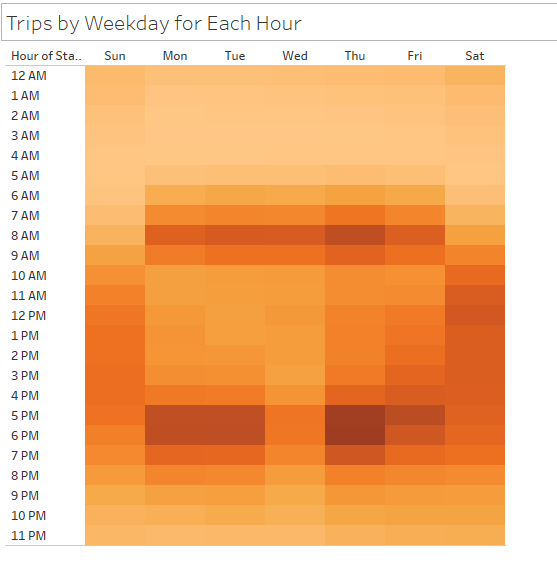 Trips by Weekday for Each Hour
Hour of Sta.. Sun Mon Tue Wed Thu Fri Sat
12 AM
1 AM
2 AM
3 AM
4 AM
5 AM
6 AM
7 AM
8 AM
9 AM
10 AM
11 AM
12 PM
1 PM
2 PM
3 PM
4 PM
5 PM
6 PM
7 PM
8 PM
9 PM
10 PM
11 PM